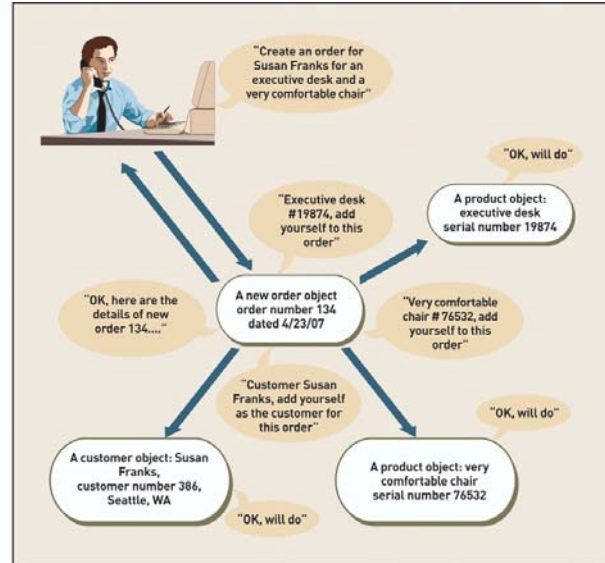 "Create an order for
Susan Franks for an
executive desk and a
very comfortable chair"
"OK, will do"
"Executive desk
#19874, add
yourself to this
order"
A product object:
executive desk
serial number 19874
"OK, here are the
details of new
order 134...."
A new order object
order number 134
dated 4/23/07
"Very comfortable
chair # 76532, add
yourself to this
order"
"Customer Susan
Franks, add yourself
as the customer for
this order"
"OK, will do"
A customer object: Susan
Franks,
customer number 386,
Seattle, WA
A product object: very
comfortable chair
serial number 76532
"OK, will do"